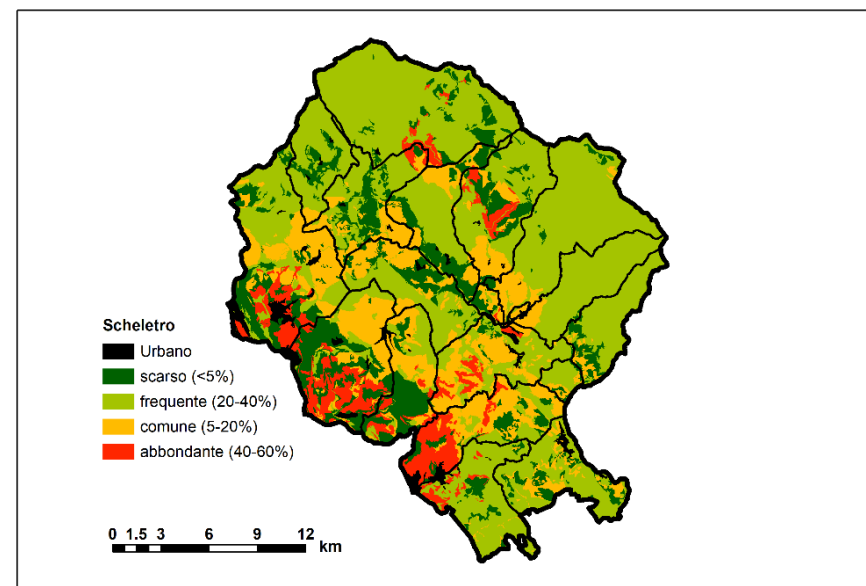 Scheletro
Urbano
scarso (<5%)
frequente (20-40%)
comune (5-20%)
abbondante (40-60%)
0 1.5 3 6 9 12
km